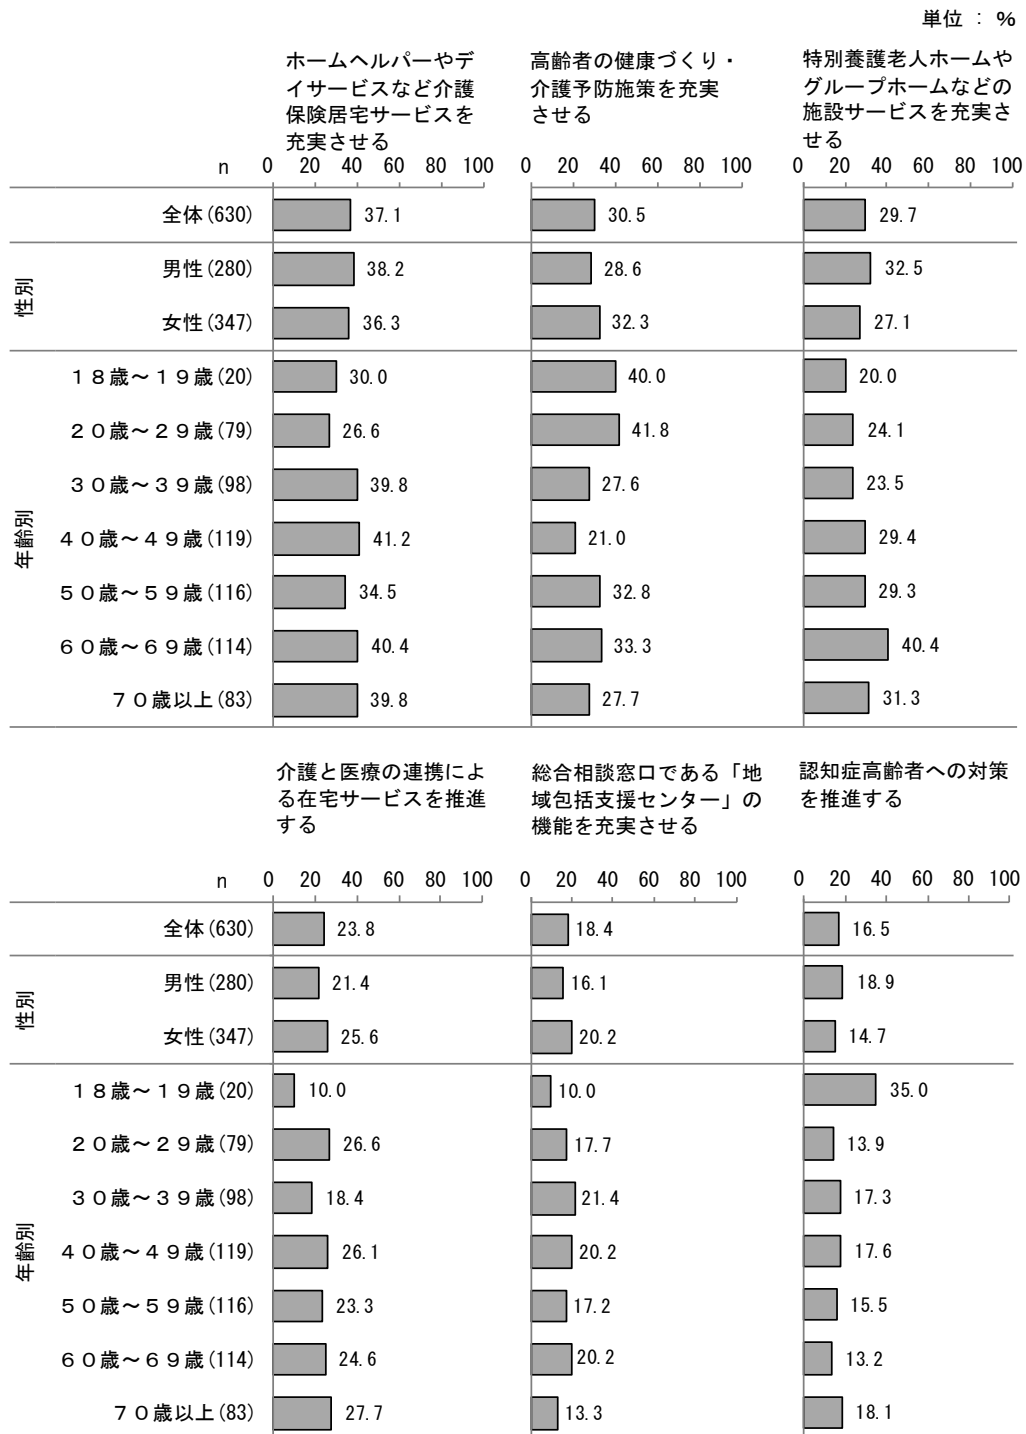 単位 : %
ホームヘルパーやデ
イサービスなど介護
保険居宅サービスを
充実させる
高齢者の健康づくり・
介護予防施策を充実
させる
特別養護老人ホームや
グループホームなどの
施設サービスを充実さ
せる
n 0 20 40 60 80 100 0 20 40 60 80 100 0 20 40 60 80 100
全体(630) 37.1 30.5 29.7
性別
男性(280) 38.2 28.6 32.5
女性(347) 36.3 32.3 27.1
年齢別
18歳~19歳(20) 30.0 40.0 20.0
20歳~29歳(79) 26.6 41.8 24.1
30歳~39歳(98) 39.8 27.6 23.5
40歳~49歳(119) 41.2 21.0 29.4
50歳~59歳(116) 34.5 32.8 29.3
60歳~69歳(114) 40.4 33.3 40.4
70歳以上(83) 39.8 27.7 31.3
介護と医療の連携によ
る在宅サービスを推進
する
総合相談窓口である「地
域包括支援センター」の
機能を充実させる
認知症高齢者への対策
を推進する
n 0 20 40 60 80 100 0 20 40 60 80 100 0 20 40 60 80 100
全体(630) 23.8 18.4 16.5
性別
男性(280) 21.4 16.1 18.9
女性(347) 25.6 20.2 14.7
年齢別
18歳~19歳(20) 10.0 10.0 35.0
20歳~29歳(79) 26.6 17.7 13.9
30歳~39歳(98) 18.4 21.4 17.3
40歳~49歳(119) 26.1 20.2 17.6
50歳~59歳(116) 23.3 17.2 15.5
60歳~69歳(114) 24.6 20.2 13.2
70歳以上(83) 27.7 13.3 18.1